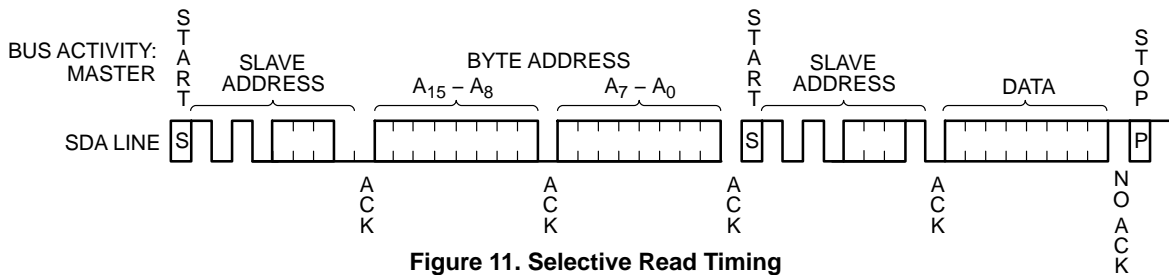 BUS ACTIVITY:
MASTER
START
SLAVE
ADDRESS
BYTE ADDRESS
A15 – A8
A7 – A0
START
SLAVE
ADDRESS
DATA
STOP
SDA LINE
S
S
P
ACK
ACK
ACK
ACK
NO ACK
Figure 11. Selective Read Timing